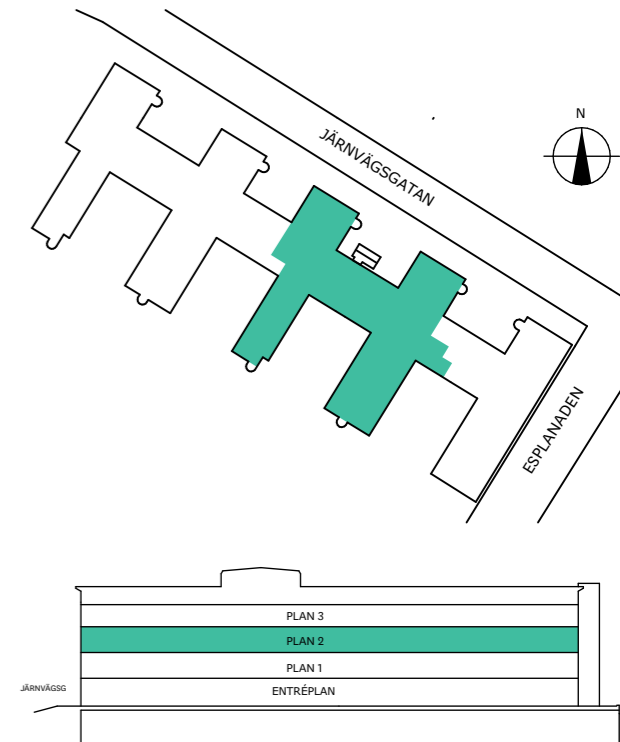 N
JÄRNVÄGSGATAN
ESPLANADEN
PLAN 3
PLAN 2
PLAN 1
JÄRNVÄGSG
ENTRÉPLAN